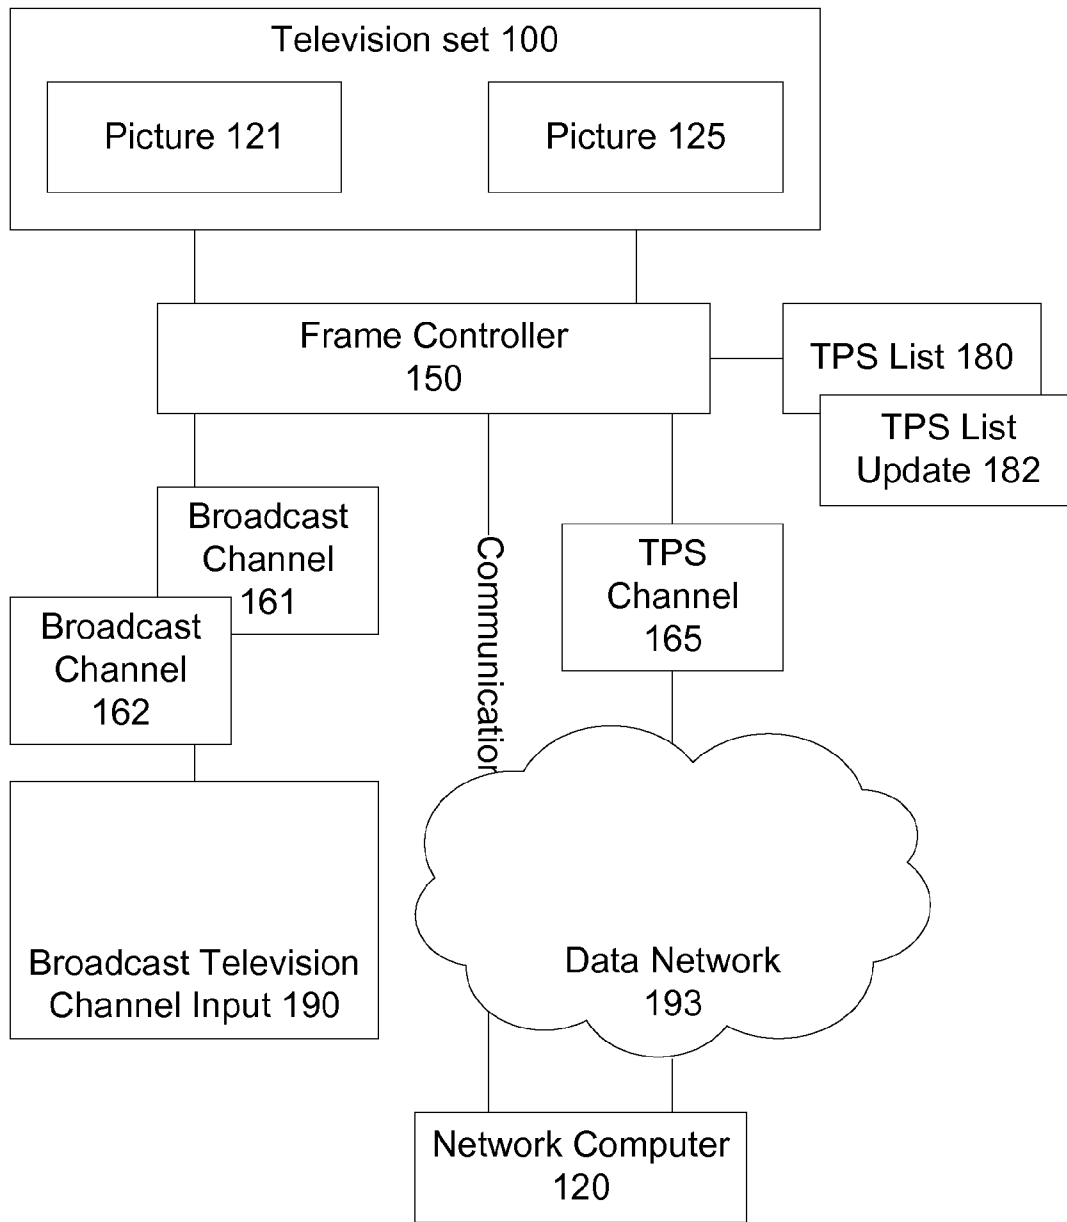 Television set 100
Picture 121
Picture 125
Frame Controller
150
TPS List 180
TPS List
Update 182
Broadcast
Channel
161
Broadcast
Channel
162
Communication
TPS
Channel
165
Broadcast Television
Channel Input 190
Data Network
193
Network Computer
120